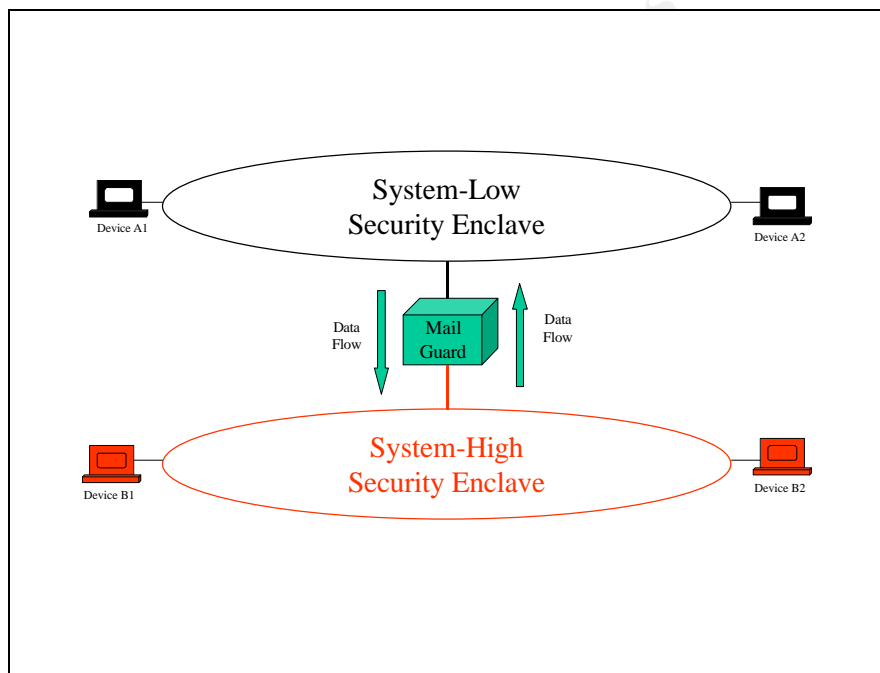 System-Low
Security Enclave
Device A1
Device A2
Data
Flow
Mail
Guard
Data
Flow
System-High
Security Enclave
Device B1
Device B2